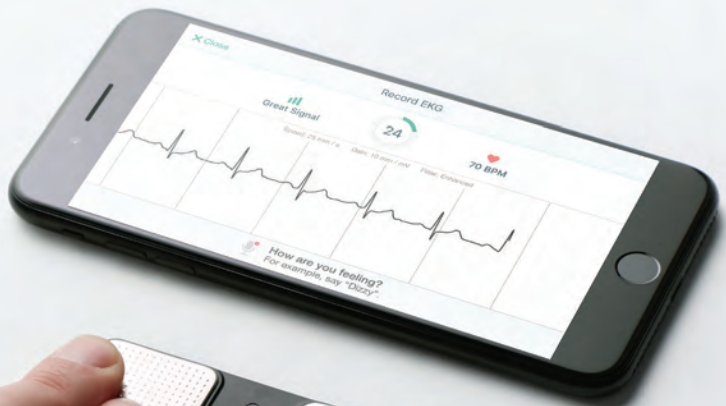 X Close
Record EKG
Great Signal
24
70 BPM
Speed: 25 mm / s Gain: 10 mm / mV Filter: Enhanced
How are you feeling?
For example, say "Dizzy".